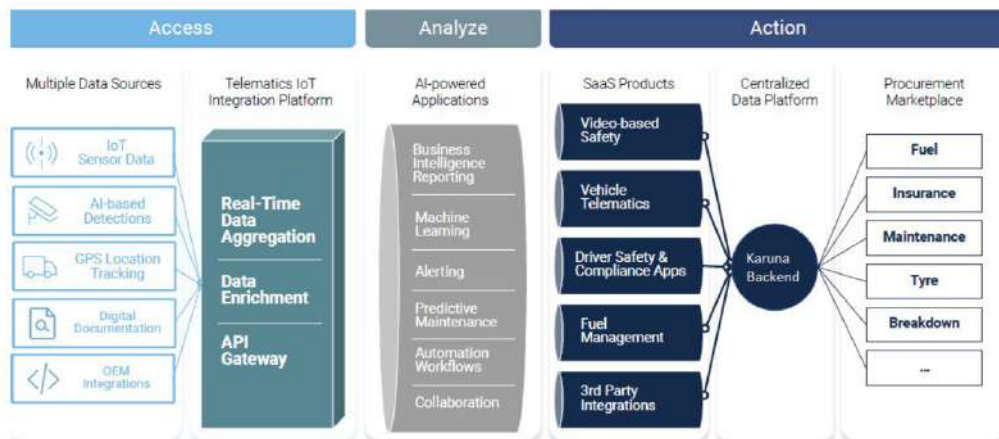 Access
Analyze
Action
Multiple Data Sources
Telematics IoT
Integration Platform
AI-powered
Applications
SaaS Products
Centralized
Data Platform
Procurement
Marketplace
IoT
Sensor Data
AI-based
Detections
GPS Location
Tracking
Digital
Documentation
OEM
Integrations
Real-Time
Data
Aggregation
Data
Enrichment
API
Gateway
Business
Intelligence
Reporting
Machine
Learning
Alerting
Predictive
Maintenance
Automation
Workflows
Collaboration
Video-based
Safety
Vehicle
Telematics
Driver Safety &
Compliance Apps
Fuel
Management
3rd Party
Integrations
Karuna
Backend
Fuel
Insurance
Maintenance
Tyre
Breakdown
...